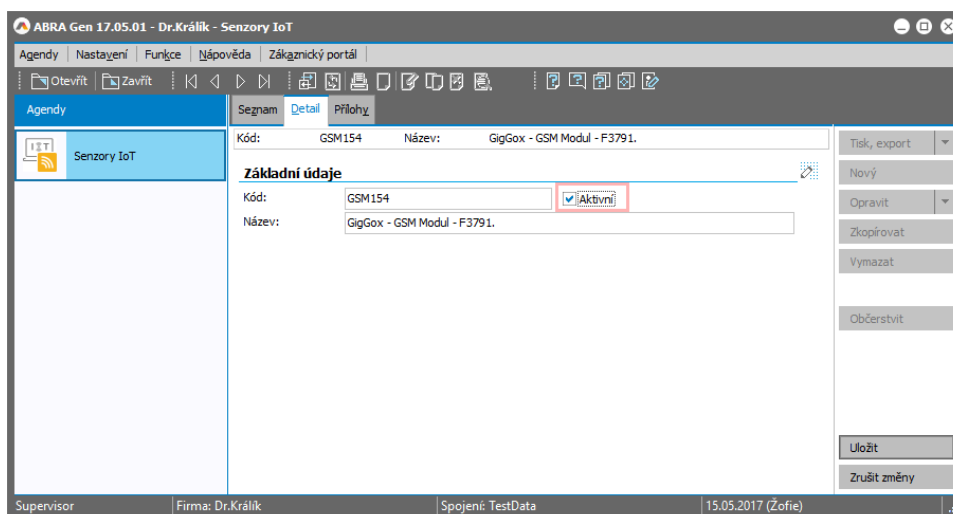 ABRA Gen 17.05.01 - Dr.Králík - Senzory IoT
Agendy Nastavení Funkce Nápověda Zákaznický portál
Otevřít Zavřít
Agendy
Seznam Detail Přílohy
IIT
Senzory IoT
Kód: GSM154 Název: GigGox - GSM Modul - F3791.
Základní údaje
Kód: GSM154 Aktivní
Název: GigGox - GSM Modul - F3791.
Tisk, export
Nový
Opravit
Zkopírovat
Vymazat
Občerstvit
Uložit
Zrušit změny
Supervisor Firma: Dr.Králík Spojení: TestData 15.05.2017 (Žofie)